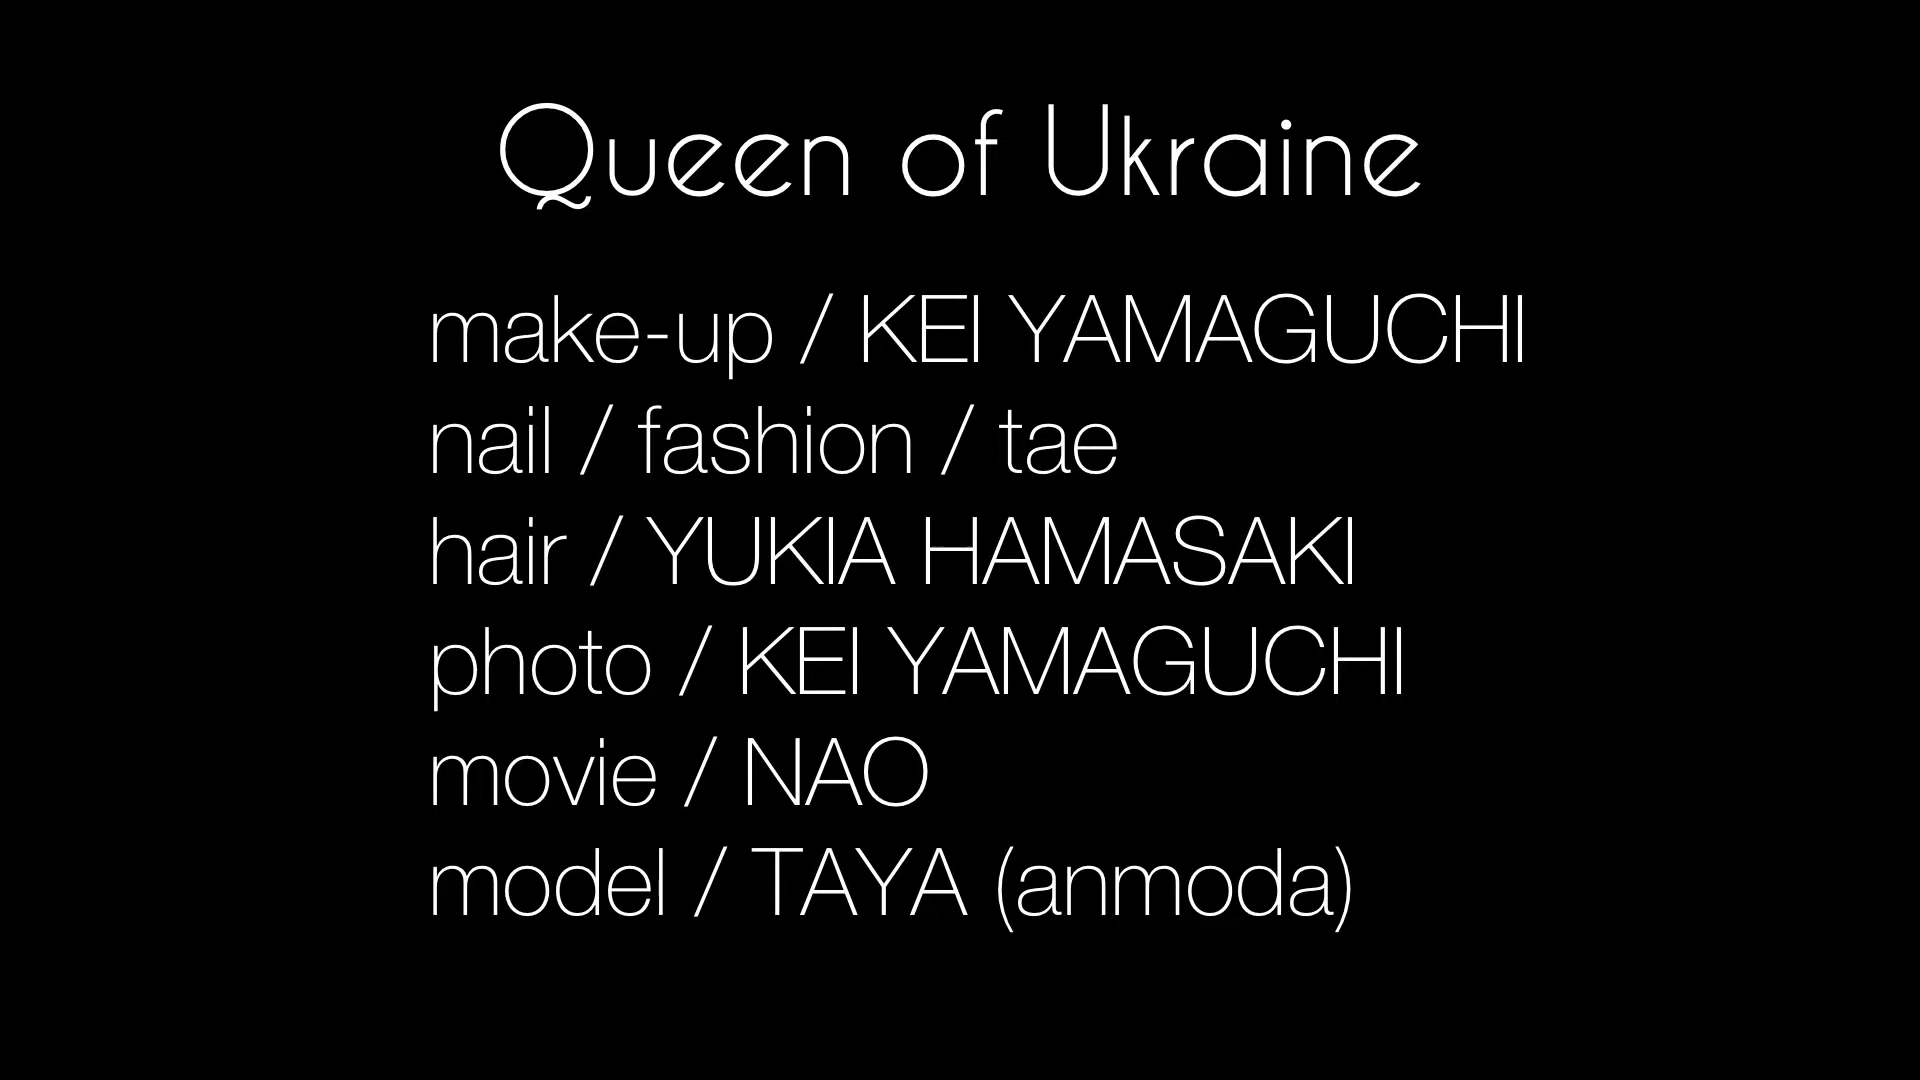 Queen of Ukraine
make-up / KEI YAMAGUCHI
nail / fashion / tae
hair / YUKIA HAMASAKI
photo / KEI YAMAGUCHI
movie / NAO
model / TAYA (anmoda)